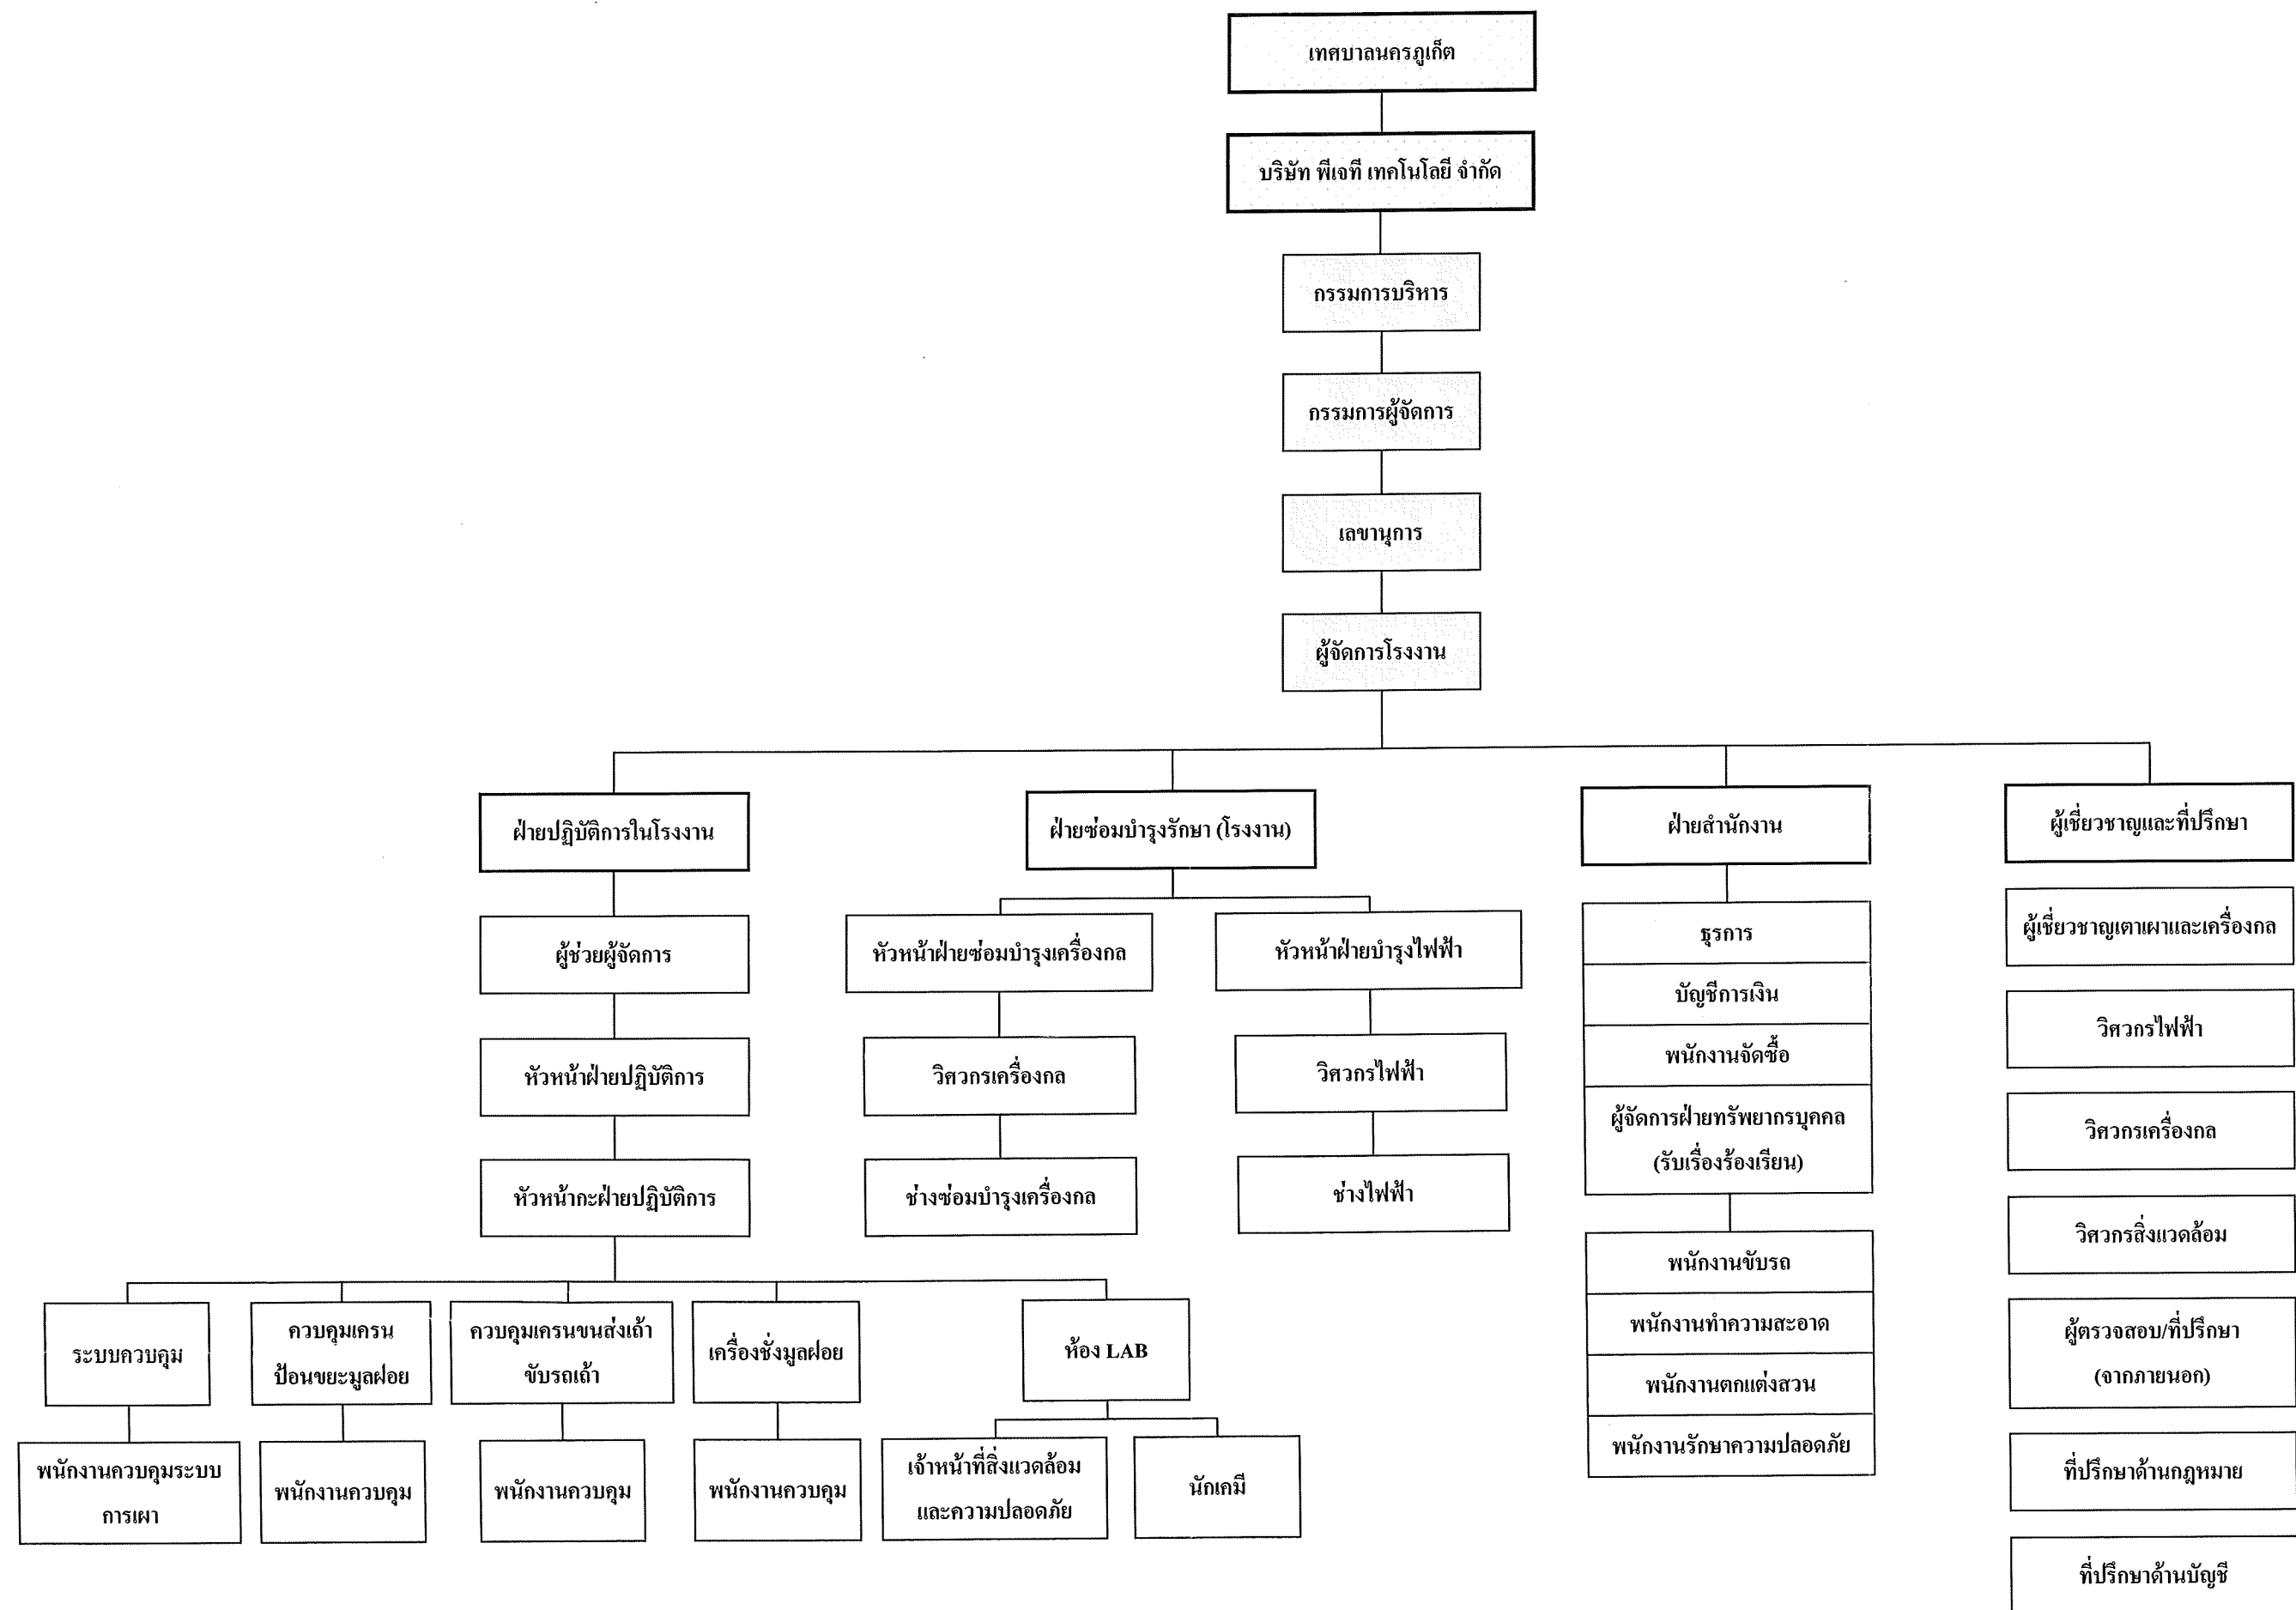 เทศบาลนครภูเก็ต
บริษัท พีเจที เทคโนโลยี จำกัด
กรรมการบริหาร
กรรมการผู้จัดการ
เลขานุการ
ผู้จัดการโรงงาน
ฝ่ายปฏิบัติการในโรงงาน
ฝ่ายซ่อมบำรุงรักษา (โรงงาน)
ฝ่ายสำนักงาน
ผู้เชี่ยวชาญและที่ปรึกษา
ผู้ช่วยผู้จัดการ
หัวหน้าฝ่ายปฏิบัติการ
หัวหน้ากะฝ่ายปฏิบัติการ
ระบบควบคุม
พนักงานควบคุมระบบ
การเผา
ควบคุมเครน
ป้อนขยะมูลฝอย
พนักงานควบคุม
ควบคุมเครนขนส่งเถ้า
ขับรถเถ้า
พนักงานควบคุม
เครื่องชั่งมูลฝอย
พนักงานควบคุม
ห้อง LAB
เจ้าหน้าที่สิ่งแวดล้อม
และความปลอดภัย
นักเคมี
หัวหน้าฝ่ายซ่อมบำรุงเครื่องกล
วิศวกรเครื่องกล
ช่างซ่อมบำรุงเครื่องกล
หัวหน้าฝ่ายบำรุงไฟฟ้า
วิศวกรไฟฟ้า
ช่างไฟฟ้า
ธุรการ
บัญชีการเงิน
พนักงานจัดซื้อ
ผู้จัดการฝ่ายทรัพยากรบุคคล
(รับเรื่องร้องเรียน)
พนักงานขับรถ
พนักงานทำความสะอาด
พนักงานตกแต่งสวน
พนักงานรักษาความปลอดภัย
ผู้เชี่ยวชาญเตาเผาและเครื่องกล
วิศวกรไฟฟ้า
วิศวกรเครื่องกล
วิศวกรสิ่งแวดล้อม
ผู้ตรวจสอบ/ที่ปรึกษา
(จากภายนอก)
ที่ปรึกษาด้านกฎหมาย
ที่ปรึกษาด้านบัญชี